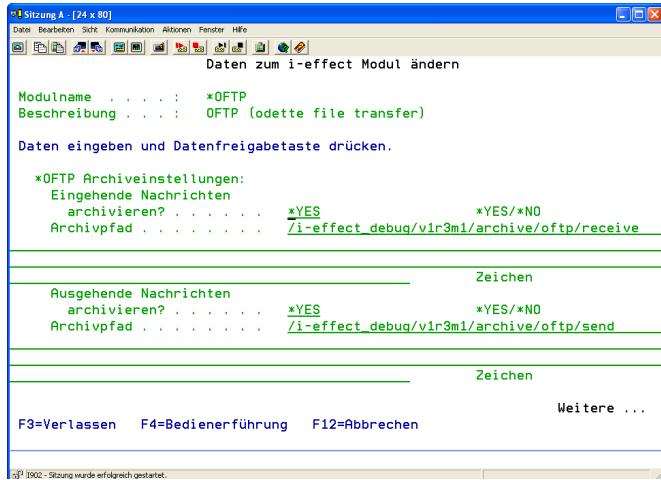 Sitzung A - [24 x 80]
Datei Bearbeiten Sicht Kommunikation Aktionen Fenster Hilfe
Daten zum i-effect Modul ändern
Modulname . . . . : *OFTP
Beschreibung . . . : OFTP (odette file transfer)
Daten eingeben und Datenfreigabetaste drücken.
*OFTP Archiveinstellungen:
Eingehende Nachrichten
archivieren? . . . . . . *YES *YES/*NO
Archivpfad . . . . . . . . /i-effect_debug/v1r3m1/archive/oftp/receive
Zeichen
Ausgehende Nachrichten
archivieren? . . . . . . *YES *YES/*NO
Archivpfad . . . . . . . . /i-effect_debug/v1r3m1/archive/oftp/send
Zeichen
Weitere ...
F3=Verlassen F4=Bedienerführung F12=Abbrechen
I902 - Sitzung wurde erfolgreich gestartet.